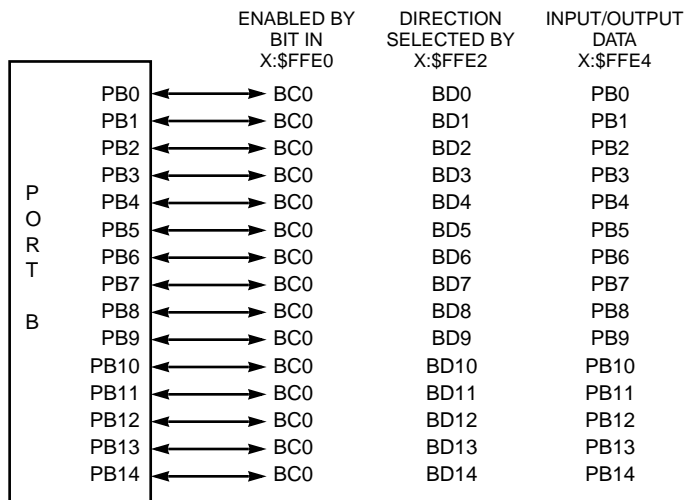 ENABLED BY DIRECTION INPUT/OUTPUT
BIT IN SELECTED BY DATA
X:$FFE0 X:$FFE2 X:$FFE4
PORT B
PB0 BC0 BD0 PB0
PB1 BC0 BD1 PB1
PB2 BC0 BD2 PB2
PB3 BC0 BD3 PB3
PB4 BC0 BD4 PB4
PB5 BC0 BD5 PB5
PB6 BC0 BD6 PB6
PB7 BC0 BD7 PB7
PB8 BC0 BD8 PB8
PB9 BC0 BD9 PB9
PB10 BC0 BD10 PB10
PB11 BC0 BD11 PB11
PB12 BC0 BD12 PB12
PB13 BC0 BD13 PB13
PB14 BC0 BD14 PB14